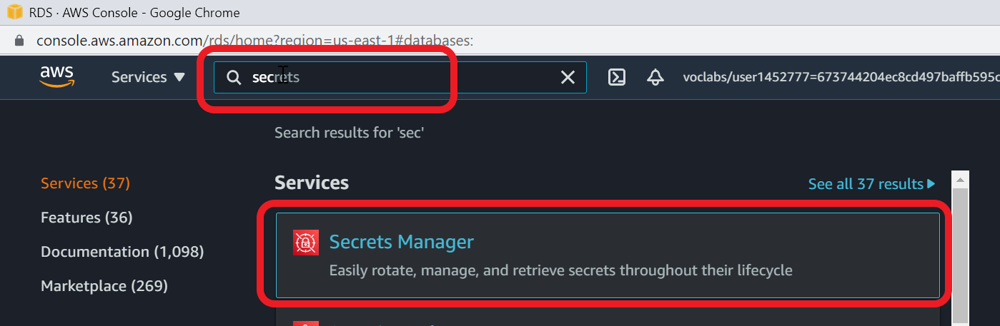 RDS · AWS Console - Google Chrome
console.aws.amazon.com/rds/home?region=us-east-1#databases:
aws
Services
secrets
voclabs/user1452777=673744204ec8cd497baffb595c
Search results for 'sec'
Services (37)
Features (36)
Documentation (1,098)
Marketplace (269)
Services
See all 37 results
Secrets Manager
Easily rotate, manage, and retrieve secrets throughout their lifecycle